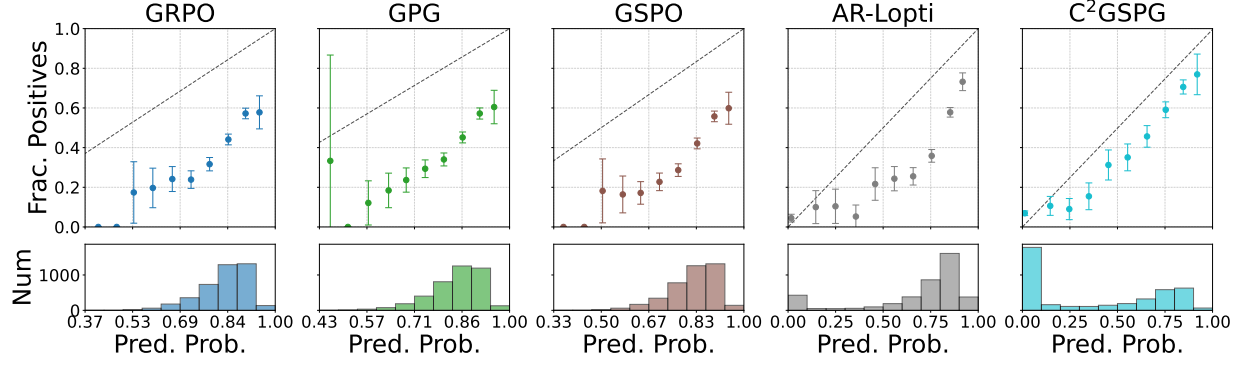 GRPO GPG GSPO AR-Lopti C²GSPG
Frac. Positives
1.0
0.8
0.6
0.4
0.2
0.0
Num
1000
0
0.37 0.53 0.69 0.84 1.00
0.43 0.57 0.71 0.86 1.00
0.33 0.50 0.67 0.83 1.00
0.00 0.25 0.50 0.75 1.00
0.00 0.25 0.50 0.75 1.00
Pred. Prob. Pred. Prob. Pred. Prob. Pred. Prob. Pred. Prob.